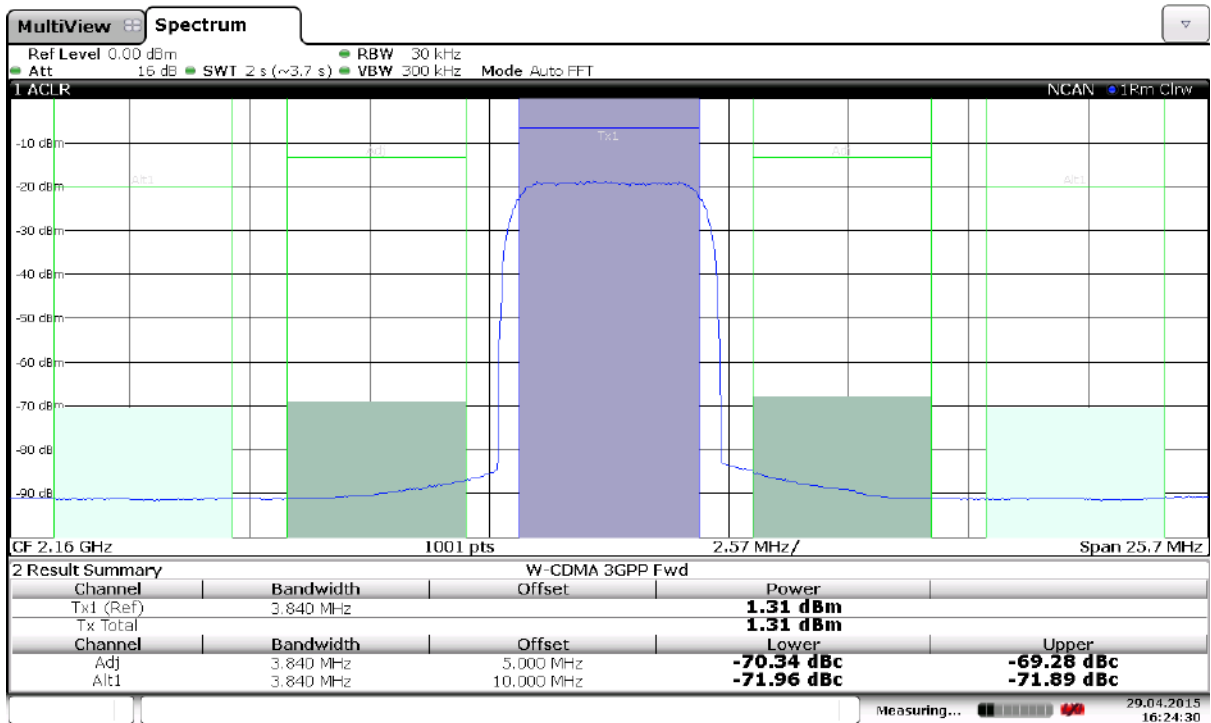 MultiView Spectrum
Ref Level 0.00 dBm RBW 30 kHz
Att 16 dB SWT 2 s (~3.7 s) VBW 300 kHz Mode Auto FFT
1 ACLR NCAN 1Rm Clrw
Tx1
-10 dBm
Adj Adj
-20 dBm
Alt1 Alt1
-30 dBm
-40 dBm
-50 dBm
-60 dBm
-70 dBm
-80 dB
-90 dB
CF 2.16 GHz 1001 pts 2.57 MHz/ Span 25.7 MHz
2 Result Summary W-CDMA 3GPP Fwd
Channel Bandwidth Offset Power
Tx1 (Ref) 3.840 MHz 1.31 dBm
Tx Total 1.31 dBm
Channel Bandwidth Offset Lower Upper
Adj 3.840 MHz 5.000 MHz -70.34 dBc -69.28 dBc
Alt1 3.840 MHz 10.000 MHz -71.96 dBc -71.89 dBc
Measuring... 29.04.2015
16:24:30